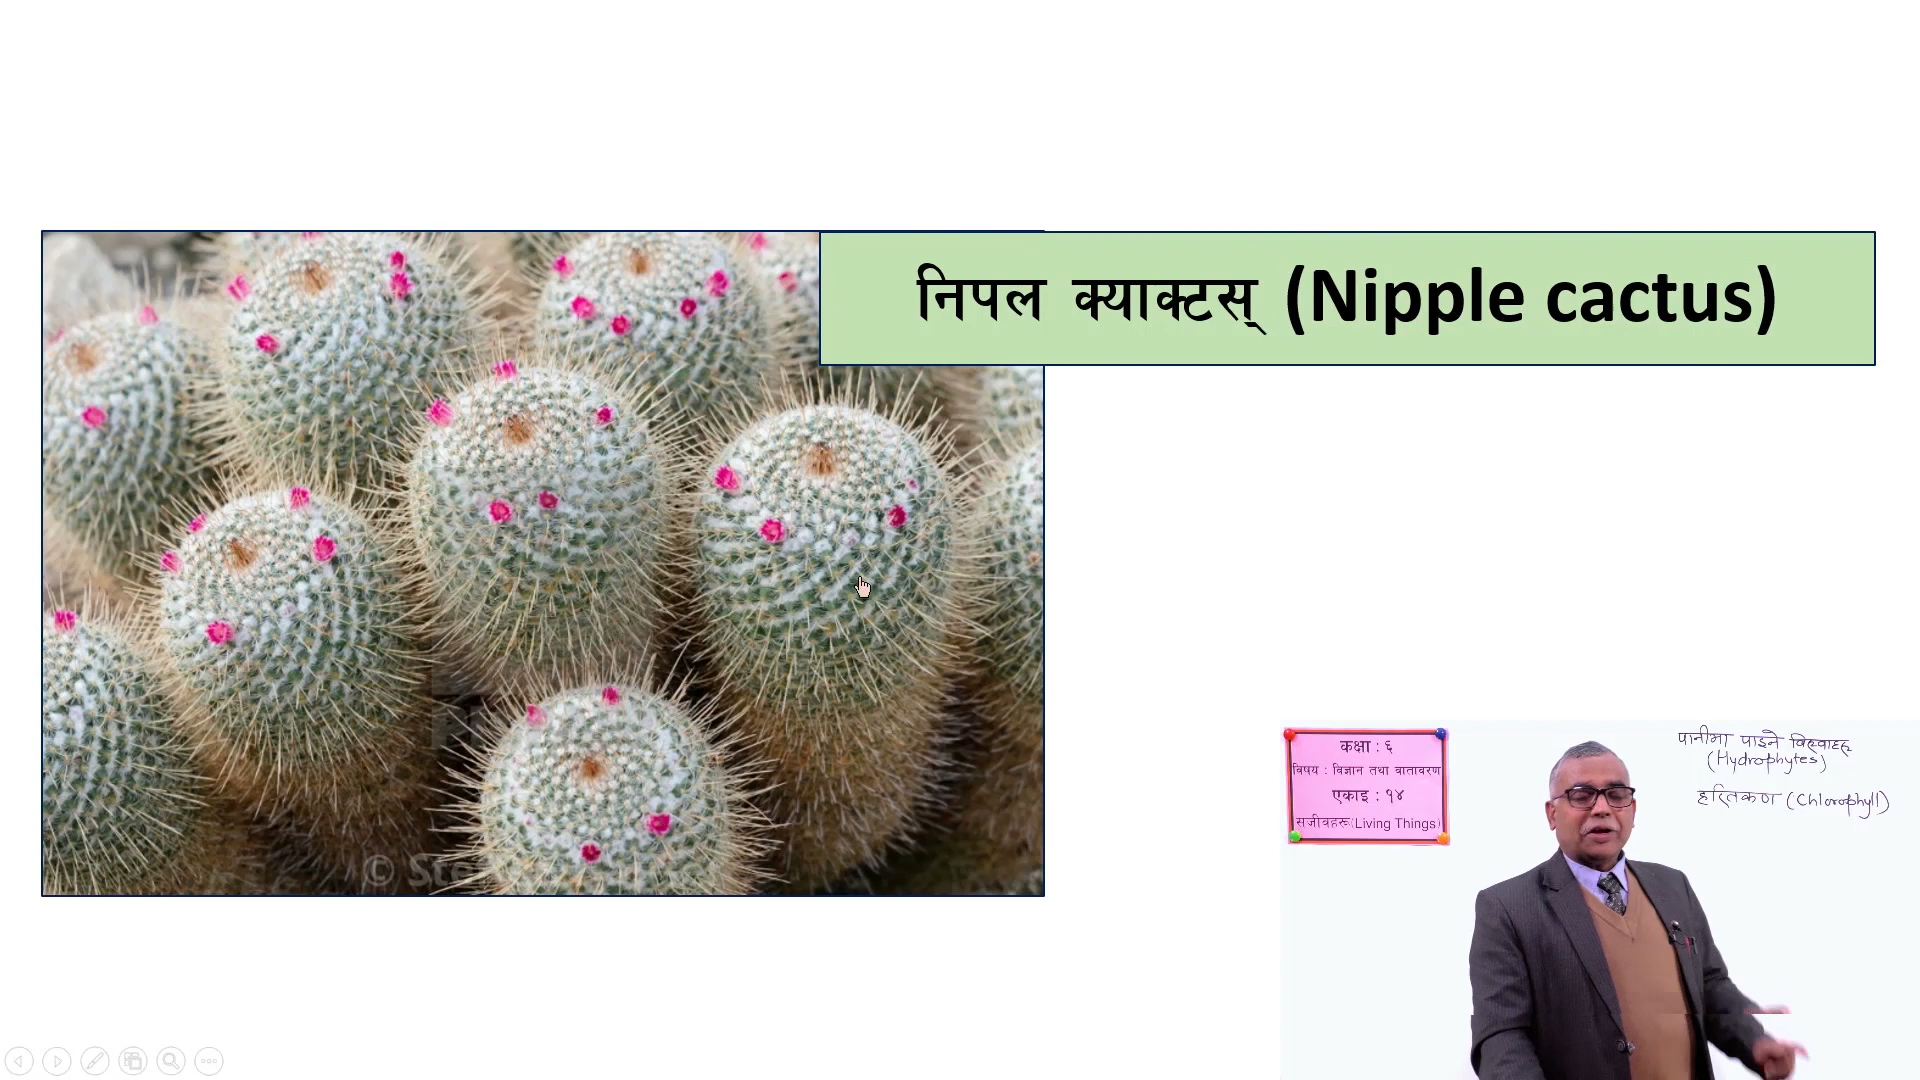 निपल क्याक्टस् (Nipple cactus)
कक्षा : ६
विषय : विज्ञान तथा वातावरण
एकाइ : १४
सजीवहरू(Living Things)
पानीमा पाइने विरुवाहरू
(Hydrophytes)
हरितकण (Chlorophyll)